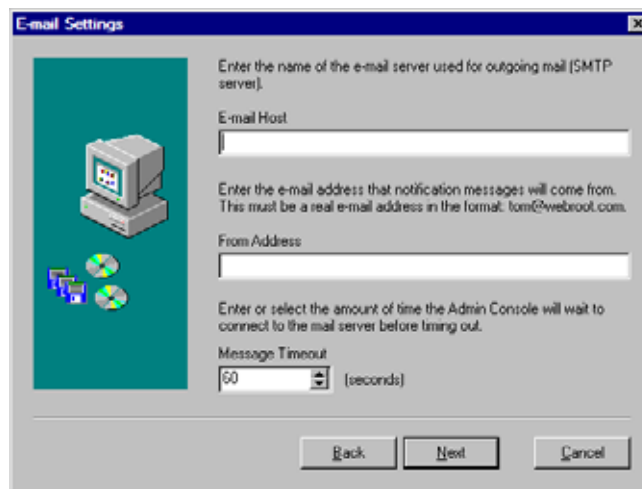 E-mail Settings
Enter the name of the e-mail server used for outgoing mail (SMTP
server).
E-mail Host
Enter the e-mail address that notification messages will come from.
This must be a real e-mail address in the format: tom@webroot.com.
From Address
Enter or select the amount of time the Admin Console will wait to
connect to the mail server before timing out.
Message Timeout
60 (seconds)
Back Next Cancel